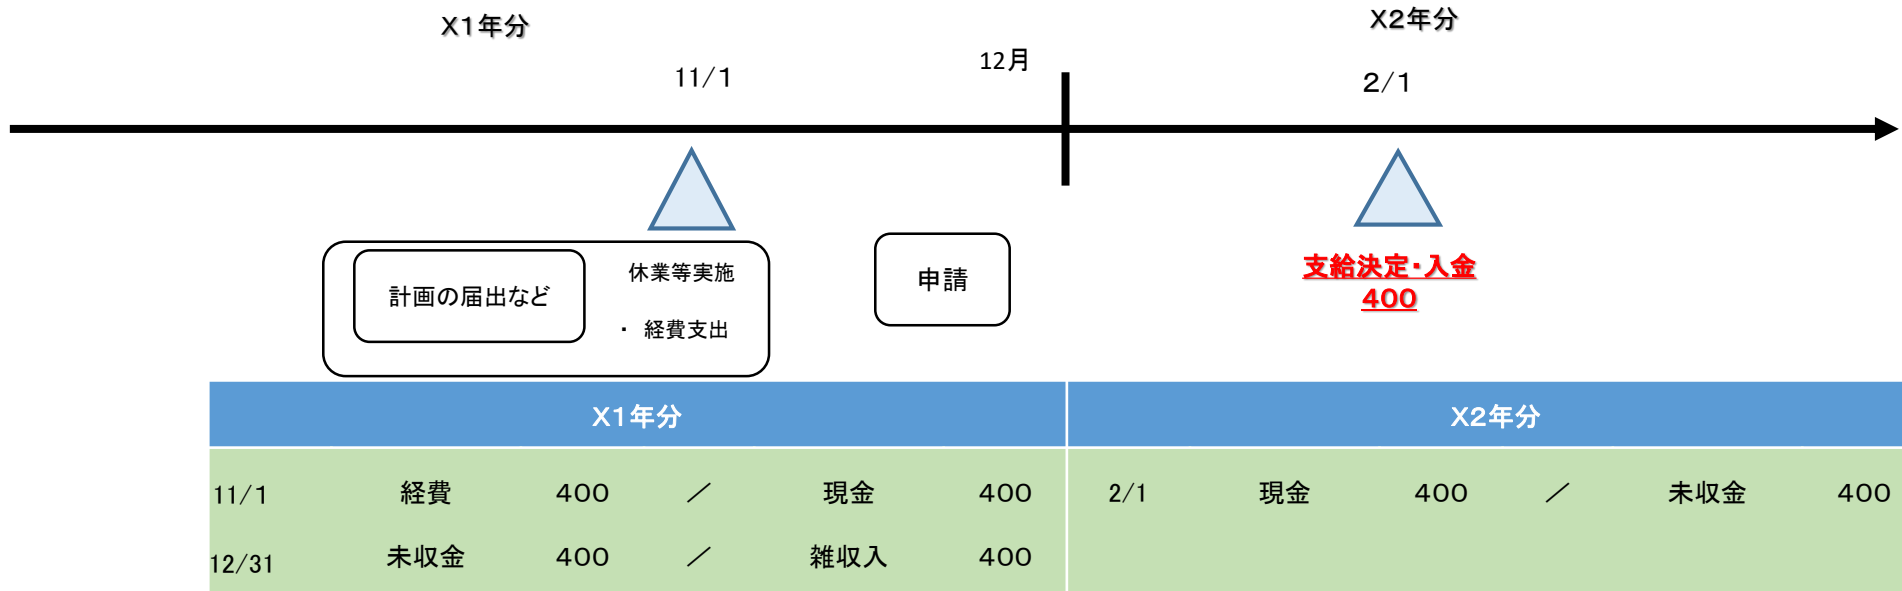 X1年分
X2年分
11/1
12月
2/1
計画の届出など
休業等実施
・ 経費支出
申請
支給決定・入金
400
X1年分 X2年分
11/1 経費 400 ／ 現金 400 2/1 現金 400 ／ 未収金 400
12/31 未収金 400 ／ 雑収入 400